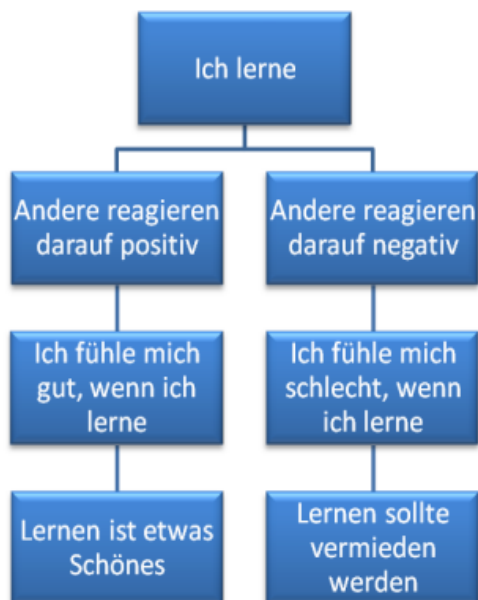 Ich lerne
Andere reagieren
darauf positiv
Andere reagieren
darauf negativ
Ich fühle mich
gut, wenn ich
lerne
Ich fühle mich
schlecht, wenn
ich lerne
Lernen ist etwas
Schönes
Lernen sollte
vermieden
werden